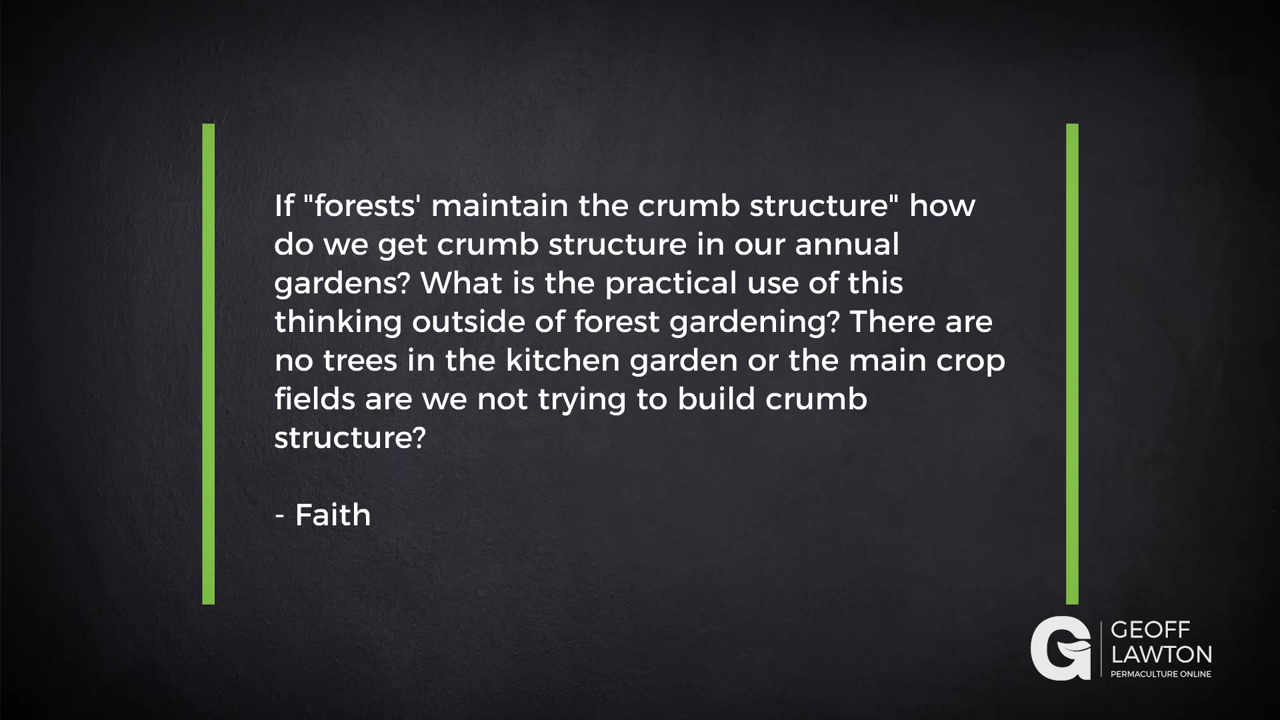 If "forests' maintain the crumb structure" how
do we get crumb structure in our annual
gardens? What is the practical use of this
thinking outside of forest gardening? There are
no trees in the kitchen garden or the main crop
fields are we not trying to build crumb
structure?
- Faith
G
GEOFF
LAWTON
PERMACULTURE ONLINE